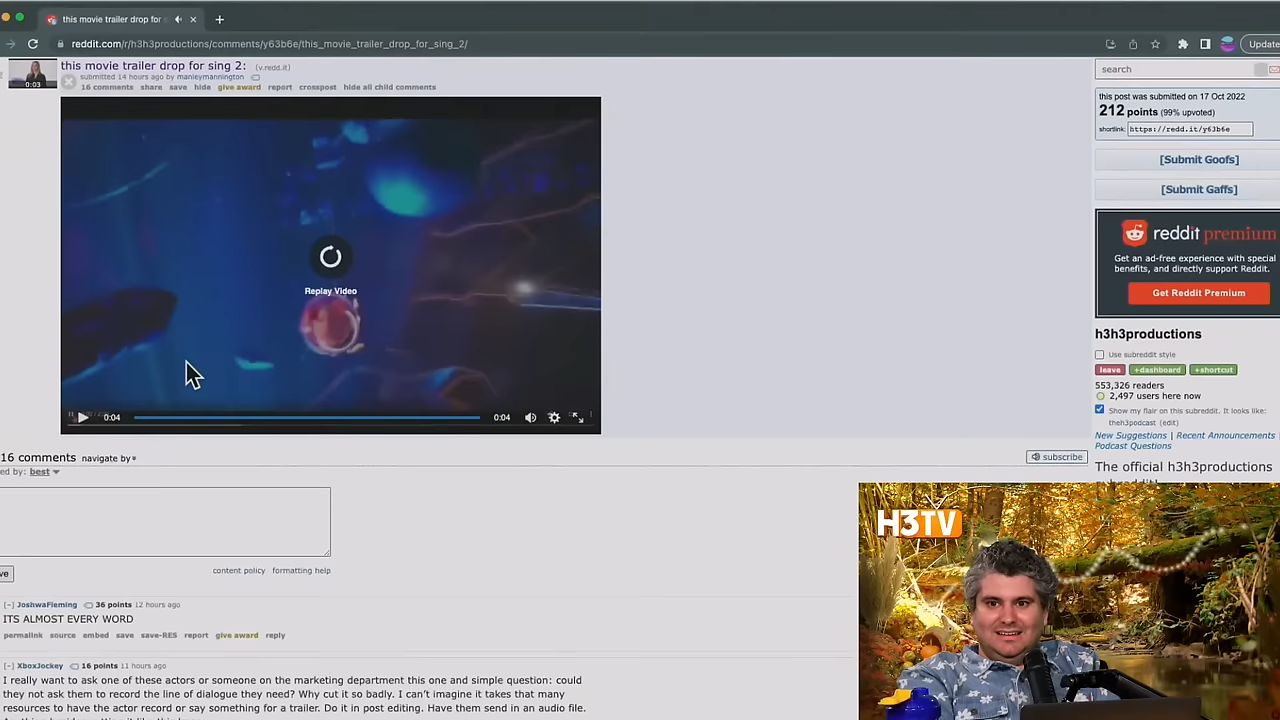 this movie trailer drop for
Update
reddit.com/r/h3h3productions/comments/y63b6e/this_movie_trailer_drop_for_sing_2/
this movie trailer drop for sing 2: (v.redd.it)
submitted 14 hours ago by manleymannington
0:03
16 comments share save hide give award report crosspost hide all child comments
search
this post was submitted on 17 Oct 2022
212 points (99% upvoted)
shortlink: https://redd.it/y63b6e
[Submit Goofs]
[Submit Gaffs]
reddit premium
Get an ad-free experience with special
benefits, and directly support Reddit.
Get Reddit Premium
Replay Video
0:04 0:04
h3h3productions
Use subreddit style
leave +dashboard +shortcut
553,326 readers
2,497 users here now
Show my flair on this subreddit. It looks like:
theh3podcast (edit)
New Suggestions | Recent Announcements |
Podcast Questions
The official h3h3productions
16 comments navigate by
subscribe
ed by: best
ve
content policy formatting help
H3TV
[–] JoshwaFleming 36 points 12 hours ago
ITS ALMOST EVERY WORD
permalink source embed save save-RES report give award reply
[–] XboxJockey 16 points 11 hours ago
I really want to ask one of these actors or someone on the marketing department this one and simple question: could
they not ask them to record the line of dialogue they need? Why cut it so badly. I can't imagine it takes that many
resources to have the actor record or say something for a trailer. Do it in post editing. Have them send in an audio file.